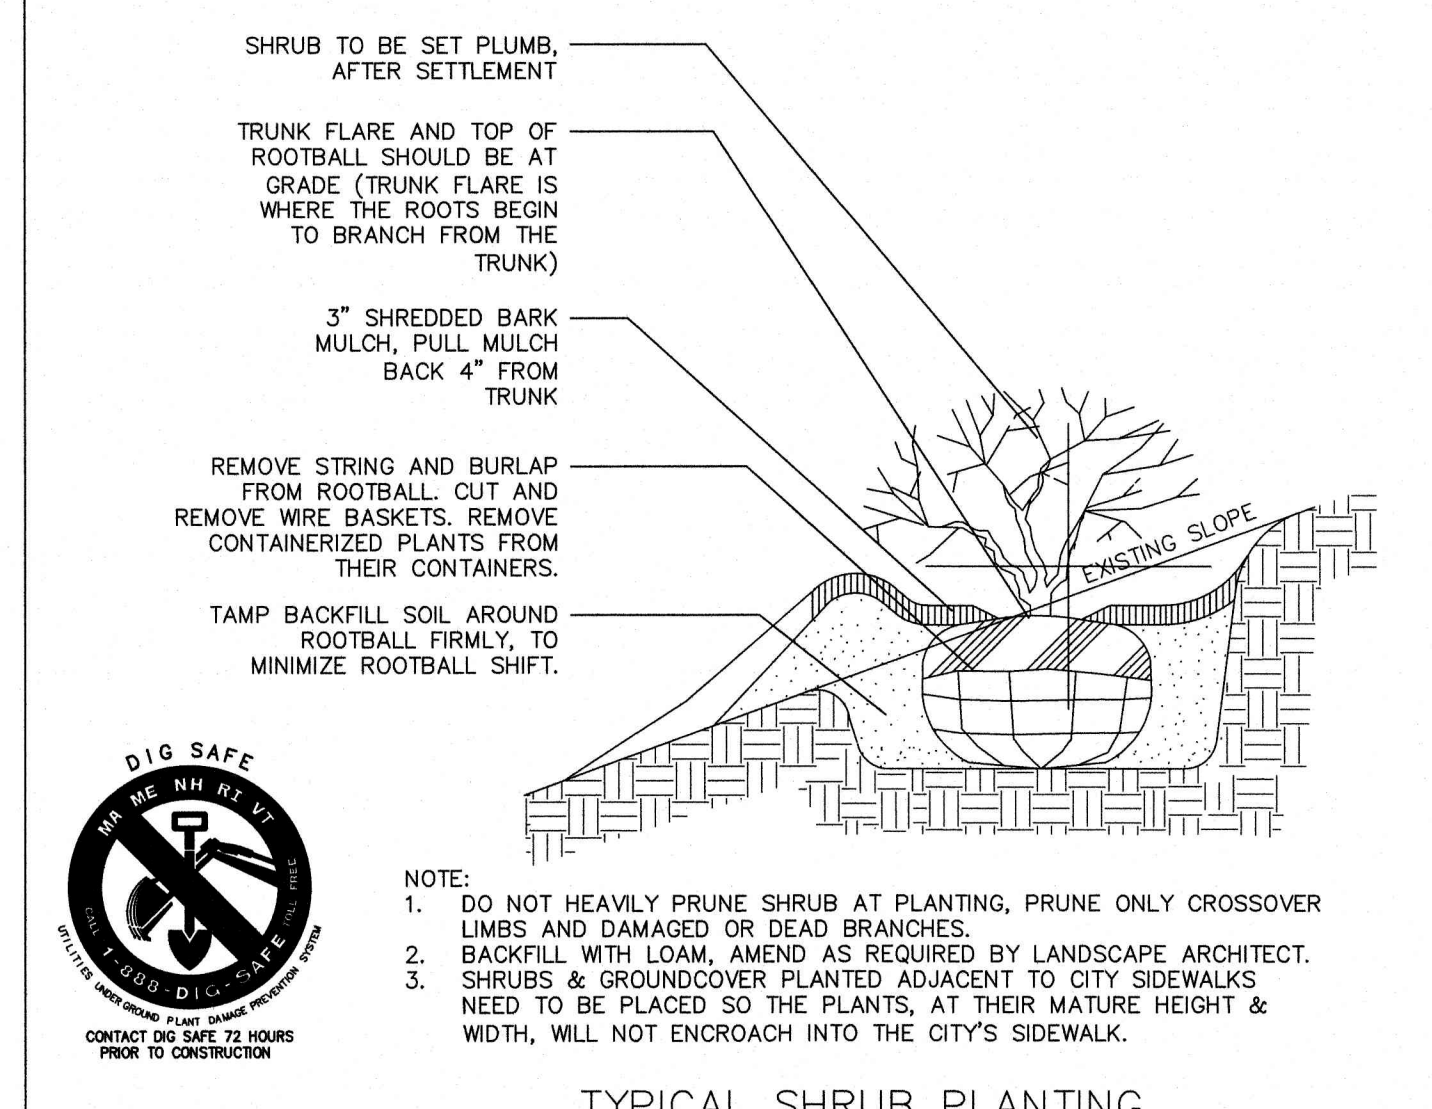 SHRUB TO BE SET PLUMB,
AFTER SETTLEMENT
TRUNK FLARE AND TOP OF
ROOTBALL SHOULD BE AT
GRADE (TRUNK FLARE IS
WHERE THE ROOTS BEGIN
TO BRANCH FROM THE
TRUNK)
3" SHREDDED BARK
MULCH, PULL MULCH
BACK 4" FROM
TRUNK
REMOVE STRING AND BURLAP
FROM ROOTBALL. CUT AND
REMOVE WIRE BASKETS. REMOVE
CONTAINERIZED PLANTS FROM
THEIR CONTAINERS.
TAMP BACKFILL SOIL AROUND
ROOTBALL FIRMLY, TO
MINIMIZE ROOTBALL SHIFT.
EXISTING SLOPE
DIG SAFE
MA ME NH RI VT
CALL 1-888-DIG-SAFE TOLL FREE
UTILITIES UNDERGROUND PLANT DAMAGE PREVENTION SYSTEM
CONTACT DIG SAFE 72 HOURS
PRIOR TO CONSTRUCTION
NOTE:
1. DO NOT HEAVILY PRUNE SHRUB AT PLANTING, PRUNE ONLY CROSSOVER
LIMBS AND DAMAGED OR DEAD BRANCHES.
2. BACKFILL WITH LOAM, AMEND AS REQUIRED BY LANDSCAPE ARCHITECT.
3. SHRUBS & GROUNDCOVER PLANTED ADJACENT TO CITY SIDEWALKS
NEED TO BE PLACED SO THE PLANTS, AT THEIR MATURE HEIGHT &
WIDTH, WILL NOT ENCROACH INTO THE CITY'S SIDEWALK.
TYPICAL SHRUB PLANTING